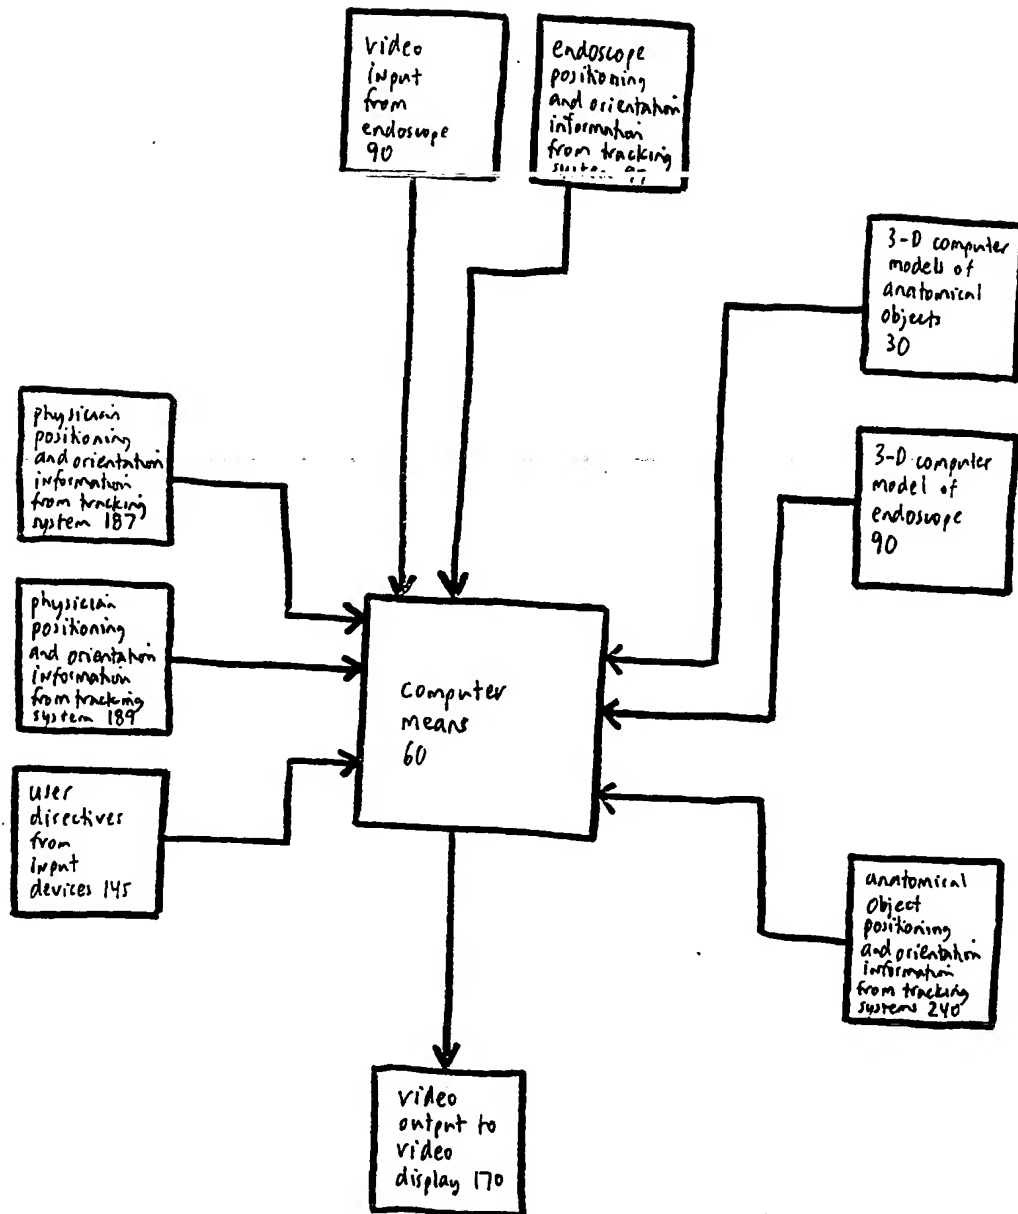 video
input
from
endoscope
90
endoscope
positioning
and orientation
information
from tracking
system
3-D computer
models of
anatomical
objects
30
physician
positioning
and orientation
information
from tracking
system 187
3-D computer
model of
endoscope
90
physician
positioning
and orientation
information
from tracking
system 189
computer
means
60
user
directives
from
input
devices 145
anatomical
object
positioning
and orientation
information
from tracking
systems 240
video
output to
video
display 170